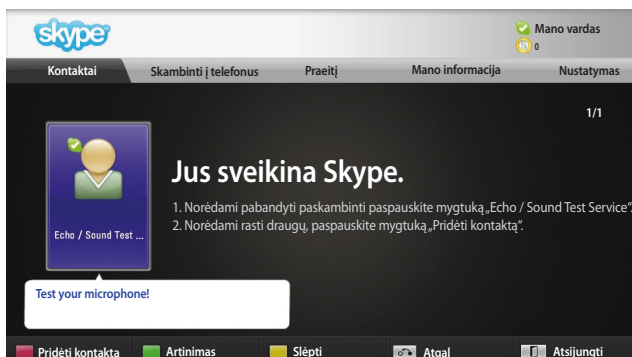 skype
Mano vardas
0
Kontaktai Skambinti į telefonus Praeitį Mano informacija Nustatymas
1/1
Jus sveikina Skype.
1. Norėdami pabandyti paskambinti paspauskite mygtuką „Echo / Sound Test Service“.
2. Norėdami rasti draugų, paspauskite mygtuką „Pridėti kontaktą“.
Echo / Sound Test ...
Test your microphone!
Pridėti kontakta Artinimas Slėpti Atgal Atsijungti